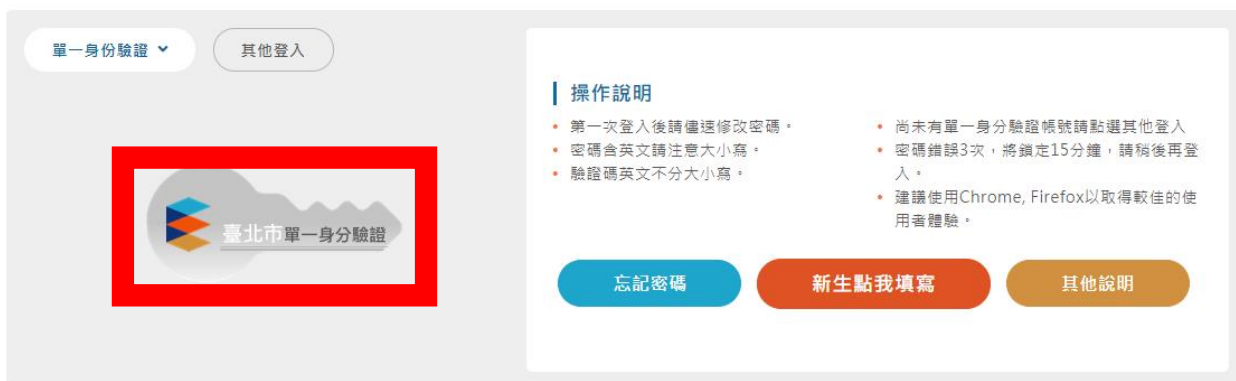 單一身份驗證
其他登入
臺北市單一身分驗證
操作說明
• 第一次登入後請儘速修改密碼。
• 密碼含英文請注意大小寫。
• 驗證碼英文不分大小寫。
• 尚未有單一身分驗證帳號請點選其他登入
• 密碼錯誤3次，將鎖定15分鐘，請稍後再登
入。
• 建議使用Chrome, Firefox以取得較佳的使
用者體驗。
忘記密碼
新生點我填寫
其他說明